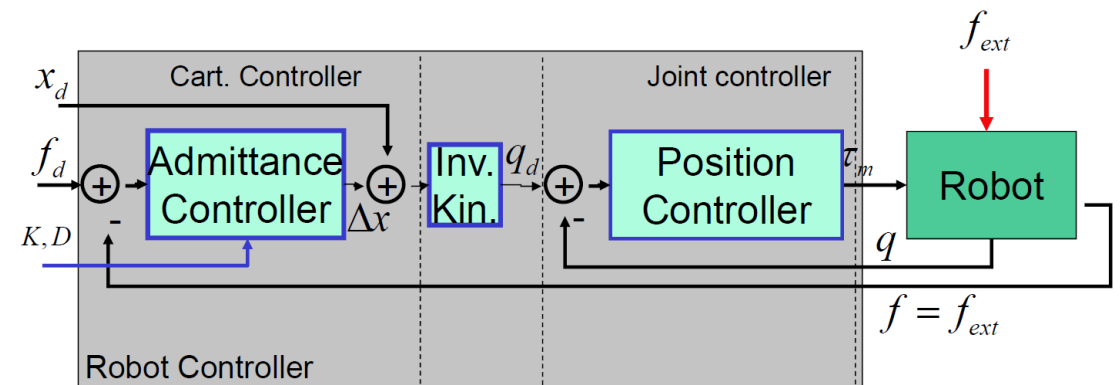 f_ext
Cart. Controller
Joint controller
x_d
f_d
+
-
K, D
Admittance
Controller
Δx
+
Inv.
Kin.
q_d
+
-
Position
Controller
τ_m
Robot
q
f = f_ext
Robot Controller